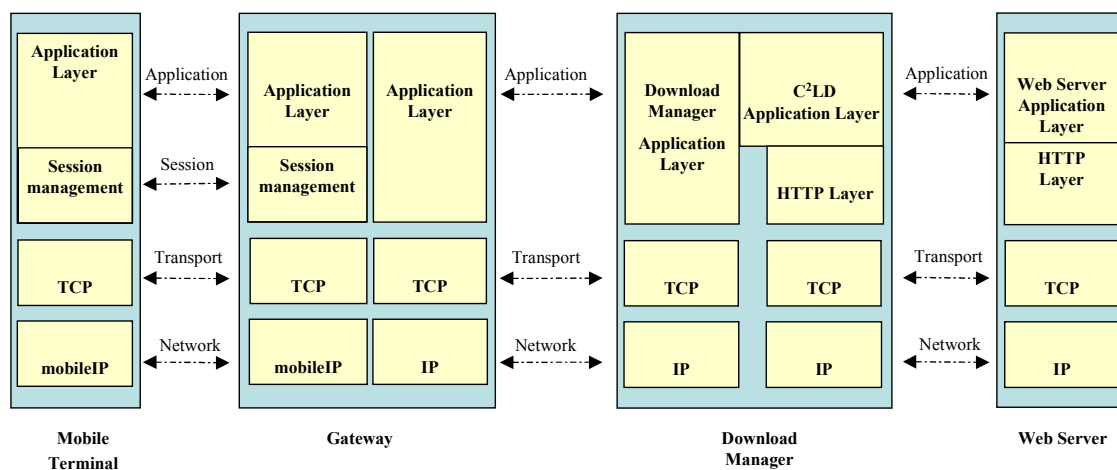 Application
Layer
Session
management
TCP
mobileIP
Mobile
Terminal
Application
Session
Transport
Network
Application
Layer
Session
management
TCP
mobileIP
Application
Layer
TCP
IP
Gateway
Application
Transport
Network
Download
Manager
Application
Layer
TCP
IP
C²LD
Application Layer
HTTP Layer
TCP
IP
Download
Manager
Application
Transport
Network
Web Server
Application
Layer
HTTP
Layer
TCP
IP
Web Server